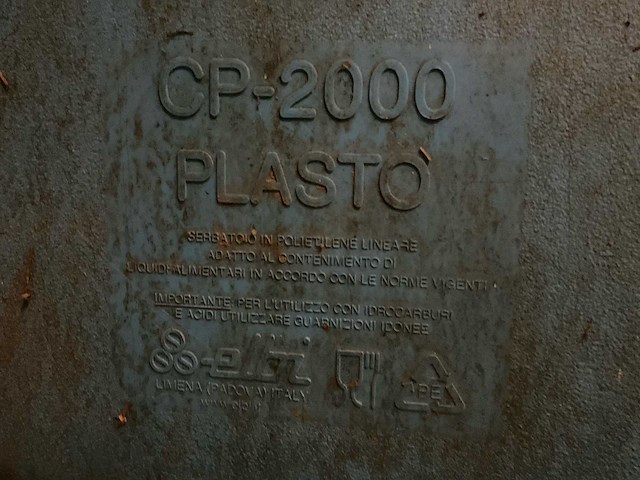 CP-2000
PLASTO
SERBATOIO IN POLIETILENE LINEARE
ADATTO AL CONTENIMENTO DI
LIQUIDI ALIMENTARI IN ACCORDO CON LE NORME VIGENTI
IMPORTANTE: PER L'UTILIZZO CON IDROCARBURI
E ACIDI UTILIZZARE GUARNIZIONI IDONEE
LIMENA (PADOVA) ITALY
PE